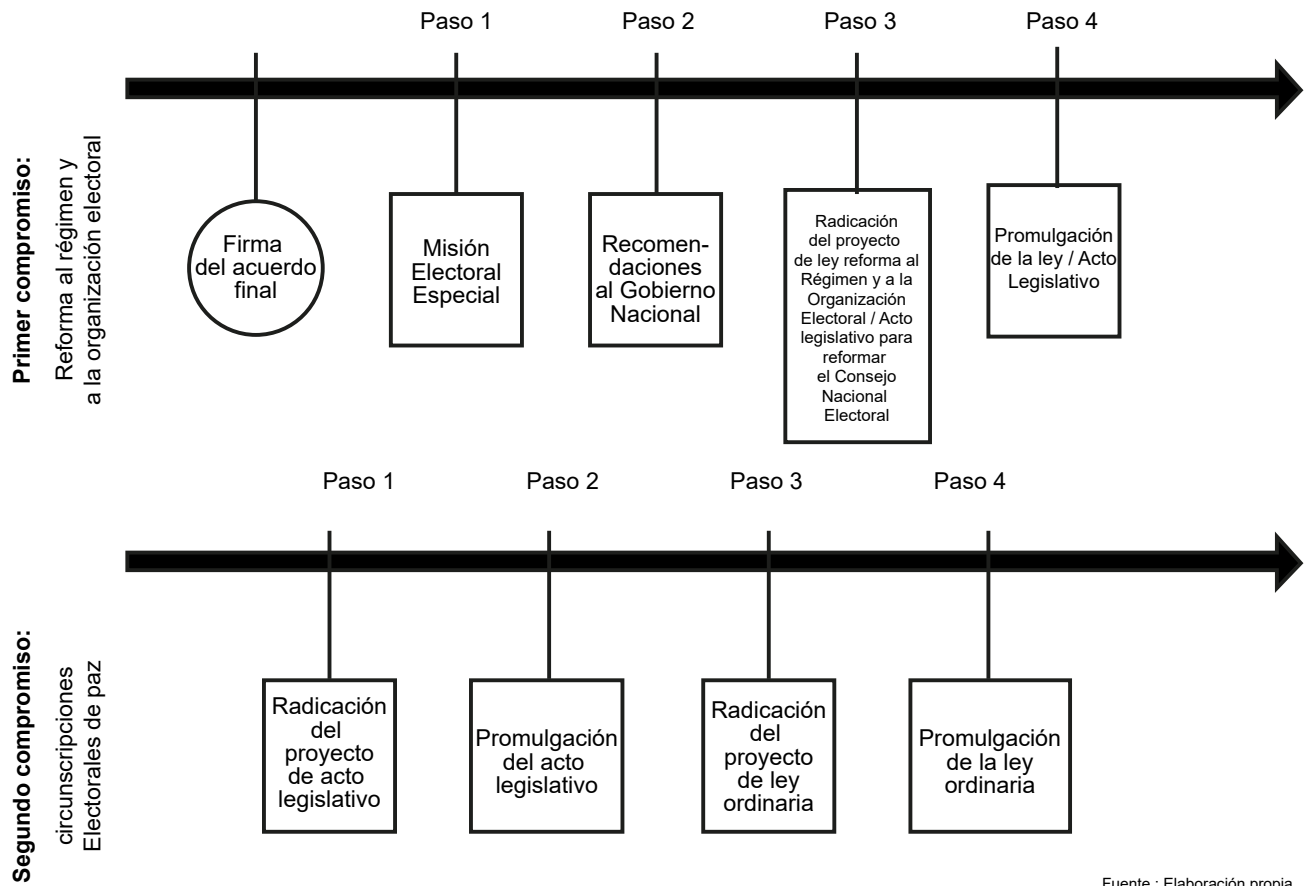 Paso 1
Paso 2
Paso 3
Paso 4
Primer compromiso:
Reforma al régimen y
a la organización electoral
Firma
del acuerdo
final
Misión
Electoral
Especial
Recomen-
daciones
al Gobierno
Nacional
Radicación
del proyecto
de ley reforma al
Régimen y a la
Organización
Electoral / Acto
legislativo para
reformar
el Consejo
Nacional
Electoral
Promulgación
de la ley / Acto
Legislativo
Paso 1
Paso 2
Paso 3
Paso 4
Segundo compromiso:
circunscripciones
Electorales de paz
Radicación
del
proyecto
de acto
legislativo
Promulgación
del acto
legislativo
Radicación
del
proyecto
de ley
ordinaria
Promulgación
de la ley
ordinaria
Fuente : Elaboración propia